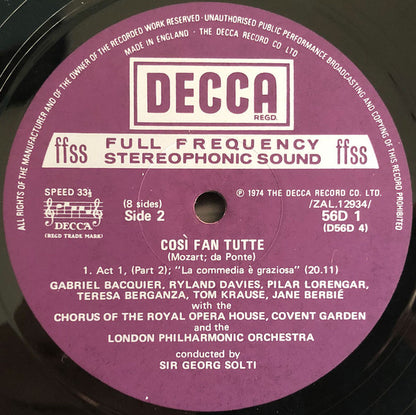 ALL RIGHTS OF THE MANUFACTURER AND OF THE OWNER OF THE RECORDED WORK RESERVED · UNAUTHORISED PUBLIC PERFORMANCE BROADCASTING AND COPYING OF THIS RECORD PROHIBITED
MADE IN ENGLAND · THE DECCA RECORD CO LTD
DECCA
REGD.
ffss FULL FREQUENCY ffss
STEREOPHONIC SOUND
SPEED 33⅓
(8 sides)
Side 2
DECCA
(REGD TRADE MARK)
℗ 1974 THE DECCA RECORD CO. LTD.
/ZAL.12934/
56D 1
(D56D 4)
COSÌ FAN TUTTE
(Mozart; da Ponte)
1. Act 1, (Part 2); "La commedia è graziosa" (20.11)
GABRIEL BACQUIER, RYLAND DAVIES, PILAR LORENGAR,
TERESA BERGANZA, TOM KRAUSE, JANE BERBIÉ
with the
CHORUS OF THE ROYAL OPERA HOUSE, COVENT GARDEN
and the
LONDON PHILHARMONIC ORCHESTRA
conducted by
SIR GEORG SOLTI